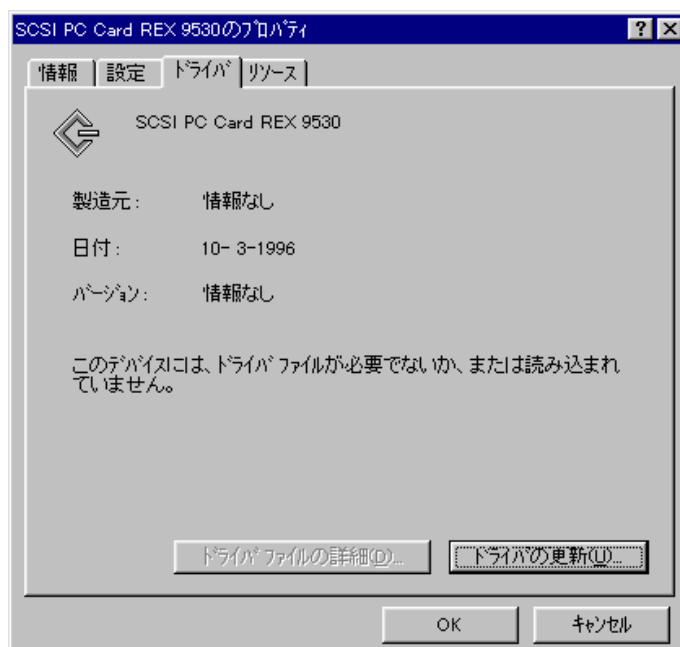 SCSI PC Card REX 9530のﾌﾟﾛﾊﾟﾃｨ
情報 設定 ﾄﾞﾗｲﾊﾞ ﾘｿｰｽ
SCSI PC Card REX 9530
製造元： 情報なし
日付： 10- 3-1996
ﾊﾞｰｼﾞｮﾝ： 情報なし
このﾃﾞﾊﾞｲｽには、ﾄﾞﾗｲﾊﾞ ﾌｧｲﾙが必要でないか、または読み込まれ
ていません。
ﾄﾞﾗｲﾊﾞ ﾌｧｲﾙの詳細(D)... ﾄﾞﾗｲﾊﾞの更新(U)...
OK ｷｬﾝｾﾙ